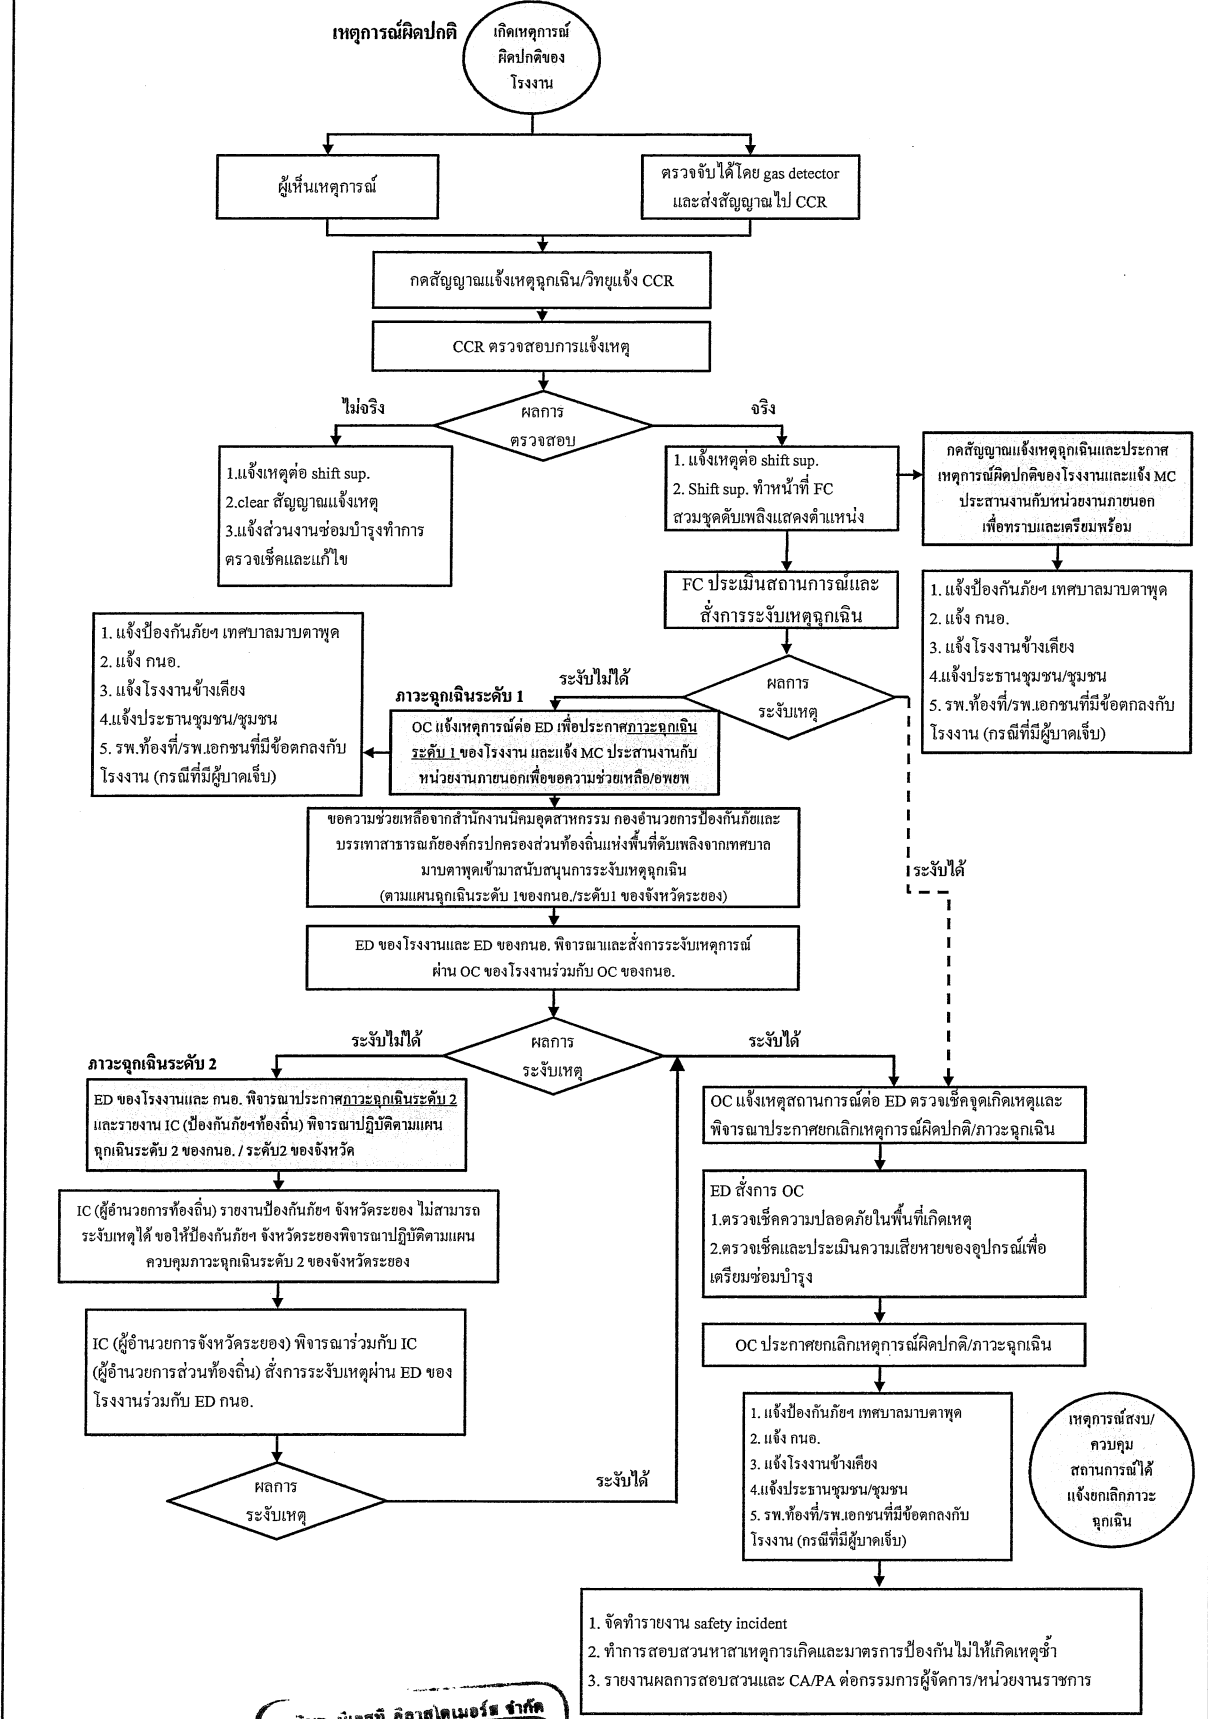 เหตุการณ์ผิดปกติ
เกิดเหตุการณ์
ผิดปกติของ
โรงงาน
ผู้เห็นเหตุการณ์
ตรวจจับได้โดย gas detector
และส่งสัญญาณไป CCR
กดสัญญาณแจ้งเหตุฉุกเฉิน/วิทยุแจ้ง CCR
CCR ตรวจสอบการแจ้งเหตุ
ไม่จริง
ผลการ
ตรวจสอบ
จริง
1.แจ้งเหตุต่อ shift sup.
2.clear สัญญาณแจ้งเหตุ
3.แจ้งส่วนงานซ่อมบำรุงทำการ
ตรวจเช็คและแก้ไข
1. แจ้งเหตุต่อ shift sup.
2. Shift sup. ทำหน้าที่ FC
สวมชุดดับเพลิงแสดงตำแหน่ง
กดสัญญาณแจ้งเหตุฉุกเฉินและประกาศ
เหตุการณ์ผิดปกติของโรงงานและแจ้ง MC
ประสานงานกับหน่วยงานภายนอก
เพื่อทราบและเตรียมพร้อม
FC ประเมินสถานการณ์และ
สั่งการระงับเหตุฉุกเฉิน
1. แจ้งป้องกันภัยฯ เทศบาลมาบตาพุด
2. แจ้ง กนอ.
3. แจ้งโรงงานข้างเคียง
4.แจ้งประธานชุมชน/ชุมชน
5. รพ.ท้องที่/รพ.เอกชนที่มีข้อตกลงกับ
โรงงาน (กรณีที่มีผู้บาดเจ็บ)
1. แจ้งป้องกันภัยฯ เทศบาลมาบตาพุด
2. แจ้ง กนอ.
3. แจ้งโรงงานข้างเคียง
4.แจ้งประธานชุมชน/ชุมชน
5. รพ.ท้องที่/รพ.เอกชนที่มีข้อตกลงกับ
โรงงาน (กรณีที่มีผู้บาดเจ็บ)
ระงับไม่ได้
ผลการ
ระงับเหตุ
ภาวะฉุกเฉินระดับ 1
OC แจ้งเหตุการณ์ต่อ ED เพื่อประกาศภาวะฉุกเฉิน
ระดับ 1 ของโรงงาน และแจ้ง MC ประสานงานกับ
หน่วยงานภายนอกเพื่อขอความช่วยเหลือ/อพยพ
ขอความช่วยเหลือจากสำนักงานนิคมอุตสาหกรรม กองอำนวยการป้องกันภัยและ
บรรเทาสาธารณภัยองค์กรปกครองส่วนท้องถิ่นแห่งพื้นที่ดับเพลิงจากเทศบาล
มาบตาพุดเข้ามาสนับสนุนการระงับเหตุฉุกเฉิน
(ตามแผนฉุกเฉินระดับ 1ของกนอ./ระดับ1 ของจังหวัดระยอง)
ระงับได้
ED ของโรงงานและ ED ของกนอ. พิจารณาและสั่งการระงับเหตุการณ์
ผ่าน OC ของโรงงานร่วมกับ OC ของกนอ.
ระงับไม่ได้
ผลการ
ระงับเหตุ
ระงับได้
ภาวะฉุกเฉินระดับ 2
ED ของโรงงานและ กนอ. พิจารณาประกาศภาวะฉุกเฉินระดับ 2
และรายงาน IC (ป้องกันภัยฯท้องถิ่น) พิจารณาปฏิบัติตามแผน
ฉุกเฉินระดับ 2 ของกนอ. / ระดับ2 ของจังหวัด
OC แจ้งเหตุสถานการณ์ต่อ ED ตรวจเช็คจุดเกิดเหตุและ
พิจารณาประกาศยกเลิกเหตุการณ์ผิดปกติ/ภาวะฉุกเฉิน
IC (ผู้อำนวยการท้องถิ่น) รายงานป้องกันภัยฯ จังหวัดระยอง ไม่สามารถ
ระงับเหตุได้ ขอให้ป้องกันภัยฯ จังหวัดระยองพิจารณาปฏิบัติตามแผน
ควบคุมภาวะฉุกเฉินระดับ 2 ของจังหวัดระยอง
ED สั่งการ OC
1.ตรวจเช็คความปลอดภัยในพื้นที่เกิดเหตุ
2.ตรวจเช็คและประเมินความเสียหายของอุปกรณ์เพื่อ
เตรียมซ่อมบำรุง
IC (ผู้อำนวยการจังหวัดระยอง) พิจารณาร่วมกับ IC
(ผู้อำนวยการส่วนท้องถิ่น) สั่งการระงับเหตุผ่าน ED ของ
โรงงานร่วมกับ ED กนอ.
OC ประกาศยกเลิกเหตุการณ์ผิดปกติ/ภาวะฉุกเฉิน
ผลการ
ระงับเหตุ
ระงับได้
1. แจ้งป้องกันภัยฯ เทศบาลมาบตาพุด
2. แจ้ง กนอ.
3. แจ้งโรงงานข้างเคียง
4.แจ้งประธานชุมชน/ชุมชน
5. รพ.ท้องที่/รพ.เอกชนที่มีข้อตกลงกับ
โรงงาน (กรณีที่มีผู้บาดเจ็บ)
เหตุการณ์สงบ/
ควบคุม
สถานการณ์ได้
แจ้งยกเลิกภาวะ
ฉุกเฉิน
1. จัดทำรายงาน safety incident
2. ทำการสอบสวนหาสาเหตุการเกิดและมาตรการป้องกันไม่ให้เกิดเหตุซ้ำ
3. รายงานผลการสอบสวนและ CA/PA ต่อกรรมการผู้จัดการ/หน่วยงานราชการ
อีลาสโตเมอร์ส จำกัด